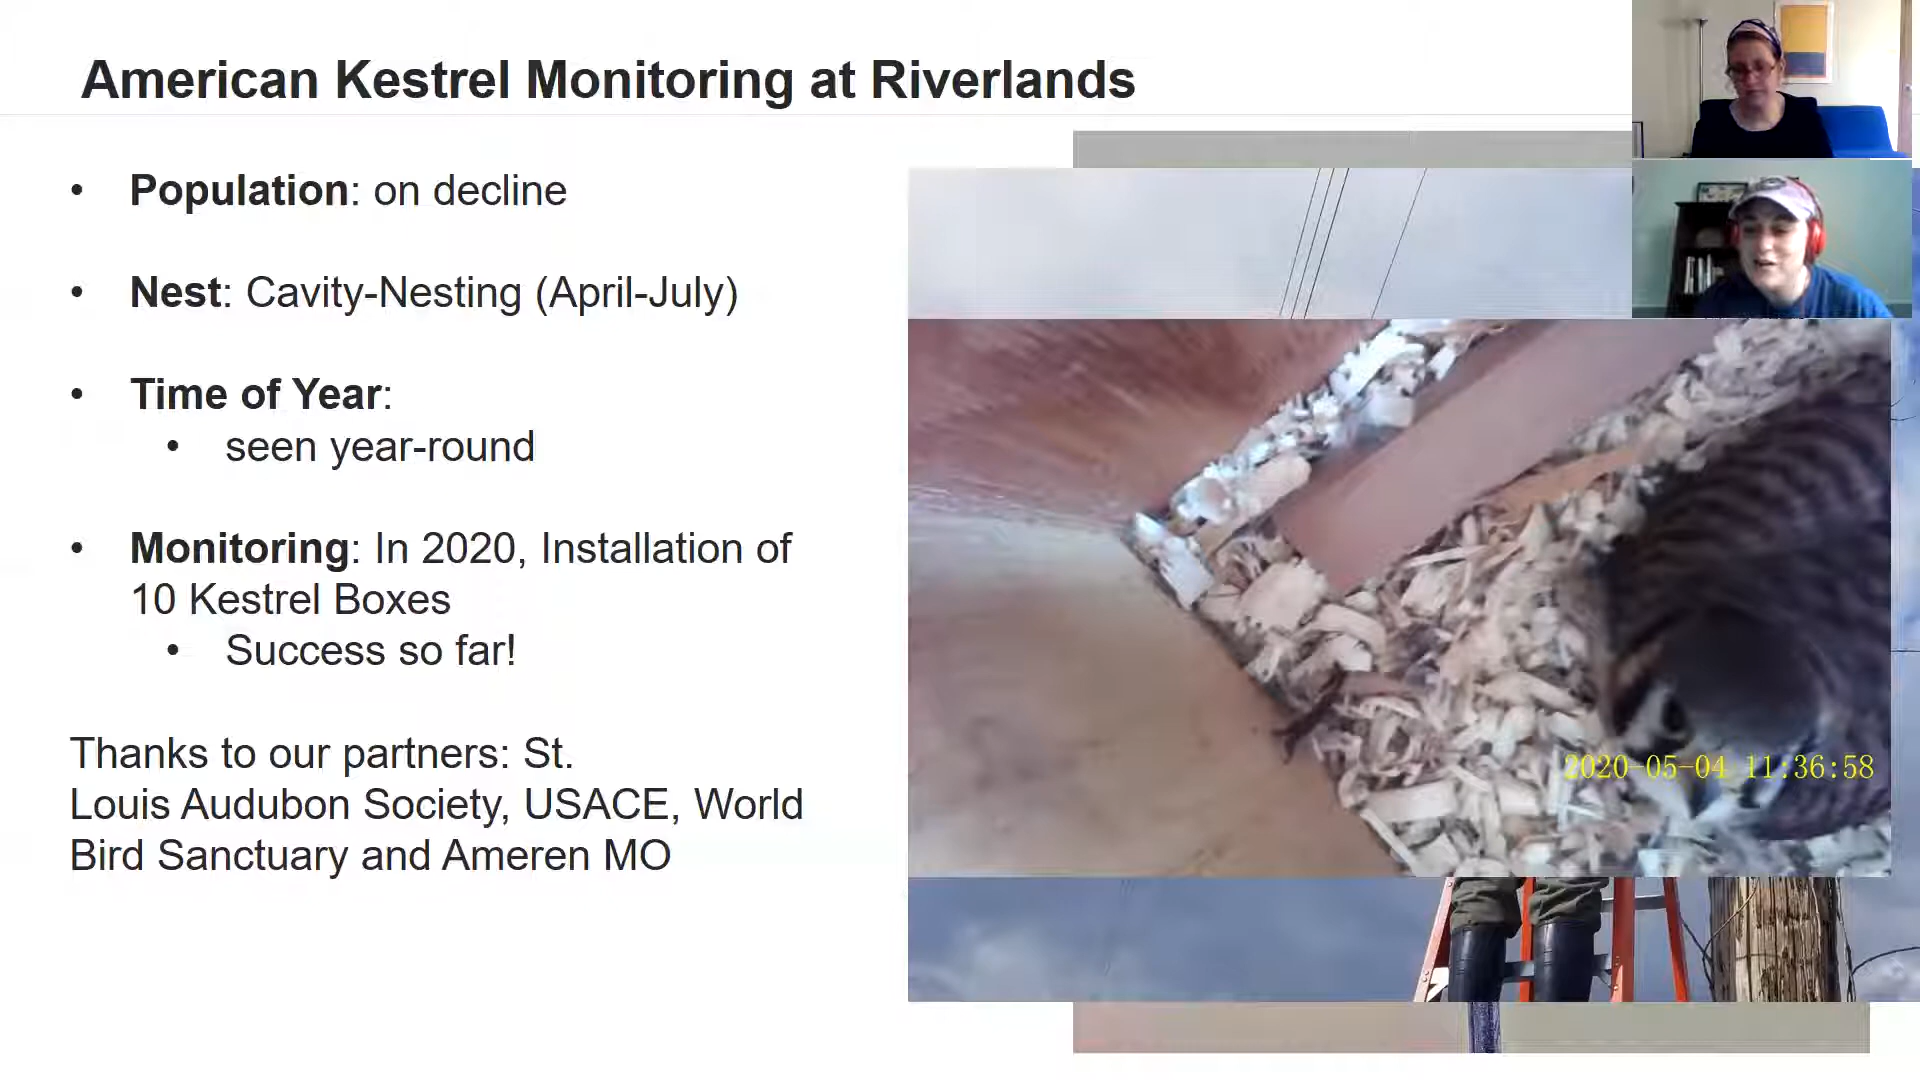 American Kestrel Monitoring at Riverlands
• Population: on decline
• Nest: Cavity-Nesting (April-July)
• Time of Year:
• seen year-round
• Monitoring: In 2020, Installation of
10 Kestrel Boxes
• Success so far!
Thanks to our partners: St.
Louis Audubon Society, USACE, World
Bird Sanctuary and Ameren MO
2020-05-04 11:36:58